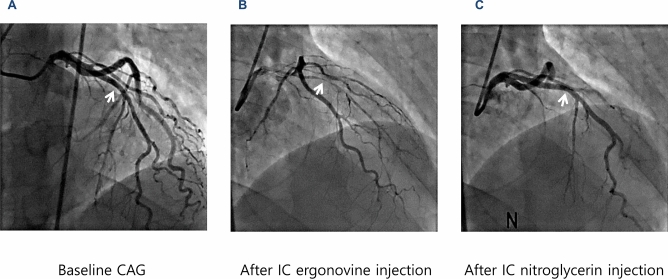 A
B
C
N
Baseline CAG
After IC ergonovine injection
After IC nitroglycerin injection